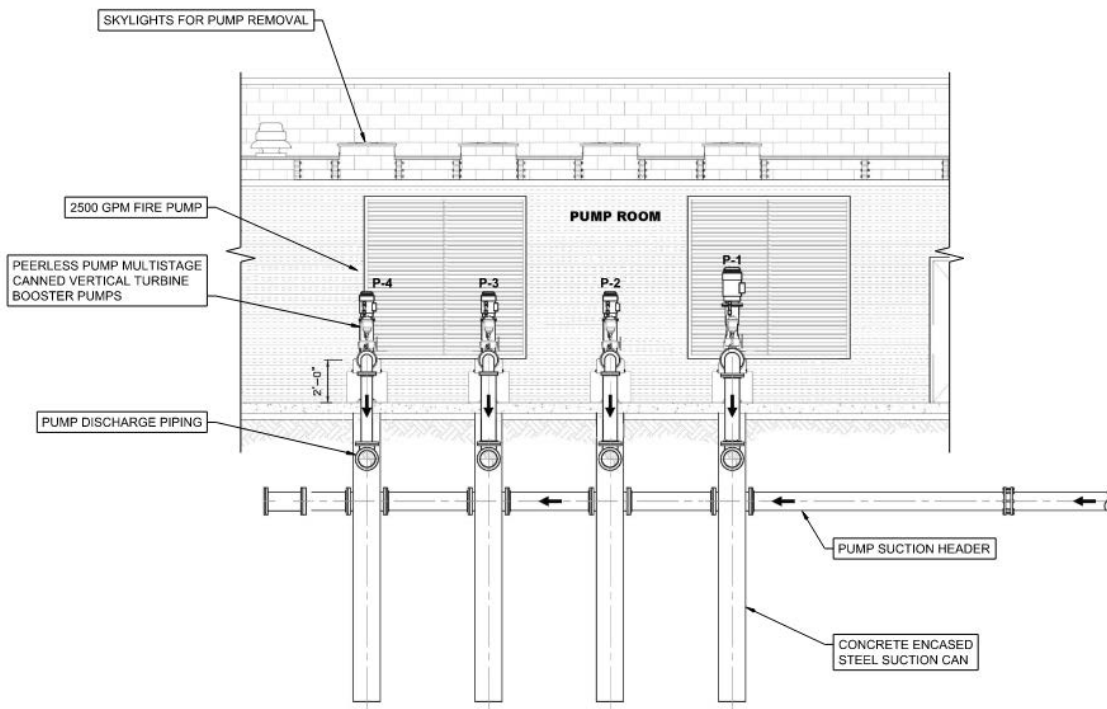 SKYLIGHTS FOR PUMP REMOVAL
2500 GPM FIRE PUMP
PUMP ROOM
PEERLESS PUMP MULTISTAGE
CANNED VERTICAL TURBINE
BOOSTER PUMPS
P-4
P-3
P-2
P-1
2'-0"
PUMP DISCHARGE PIPING
PUMP SUCTION HEADER
CONCRETE ENCASED
STEEL SUCTION CAN